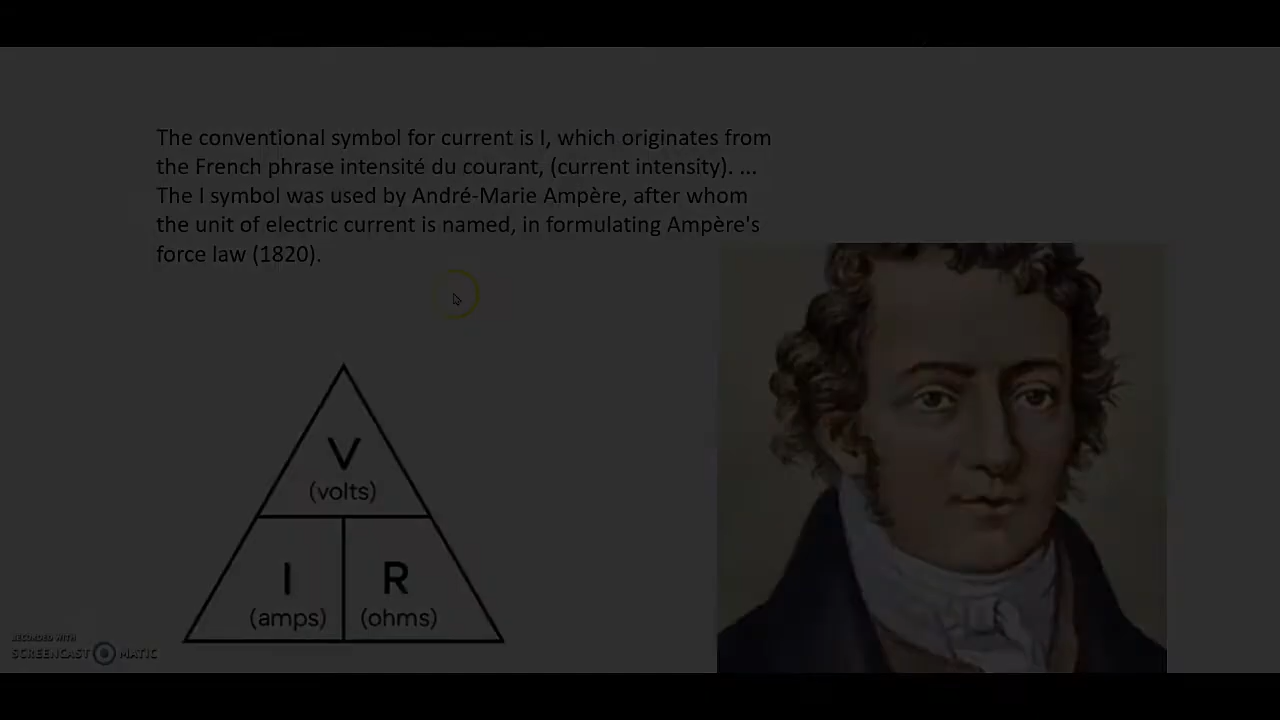 The conventional symbol for current is I, which originates from
the French phrase intensité du courant, (current intensity). ...
The I symbol was used by André-Marie Ampère, after whom
the unit of electric current is named, in formulating Ampère's
force law (1820).
V
(volts)
I
R
(amps)
(ohms)
RECORDED WITH
SCREENCAST MATIC